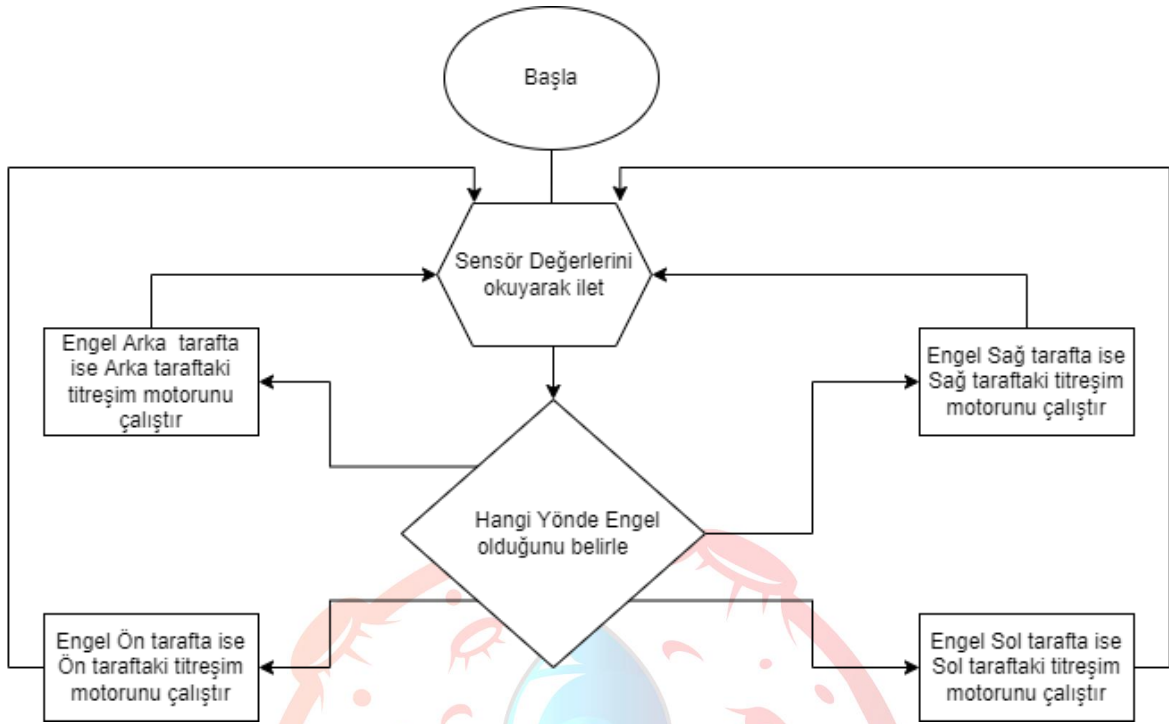 Başla
Sensör Değerlerini
okuyarak ilet
Engel Arka tarafta
ise Arka taraftaki
titreşim motorunu
çalıştır
Engel Sağ tarafta ise
Sağ taraftaki titreşim
motorunu çalıştır
Hangi Yönde Engel
olduğunu belirle
Engel Ön tarafta ise
Ön taraftaki titreşim
motorunu çalıştır
Engel Sol tarafta ise
Sol taraftaki titreşim
motorunu çalıştır